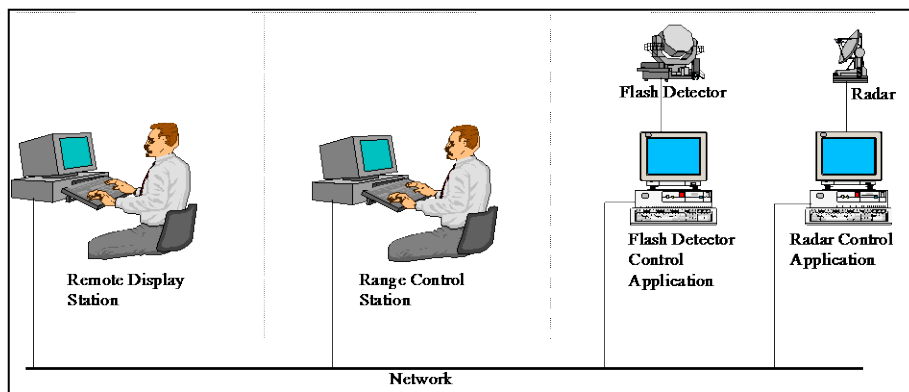 Flash Detector
Radar
Remote Display
Station
Range Control
Station
Flash Detector
Control
Application
Radar Control
Application
Network